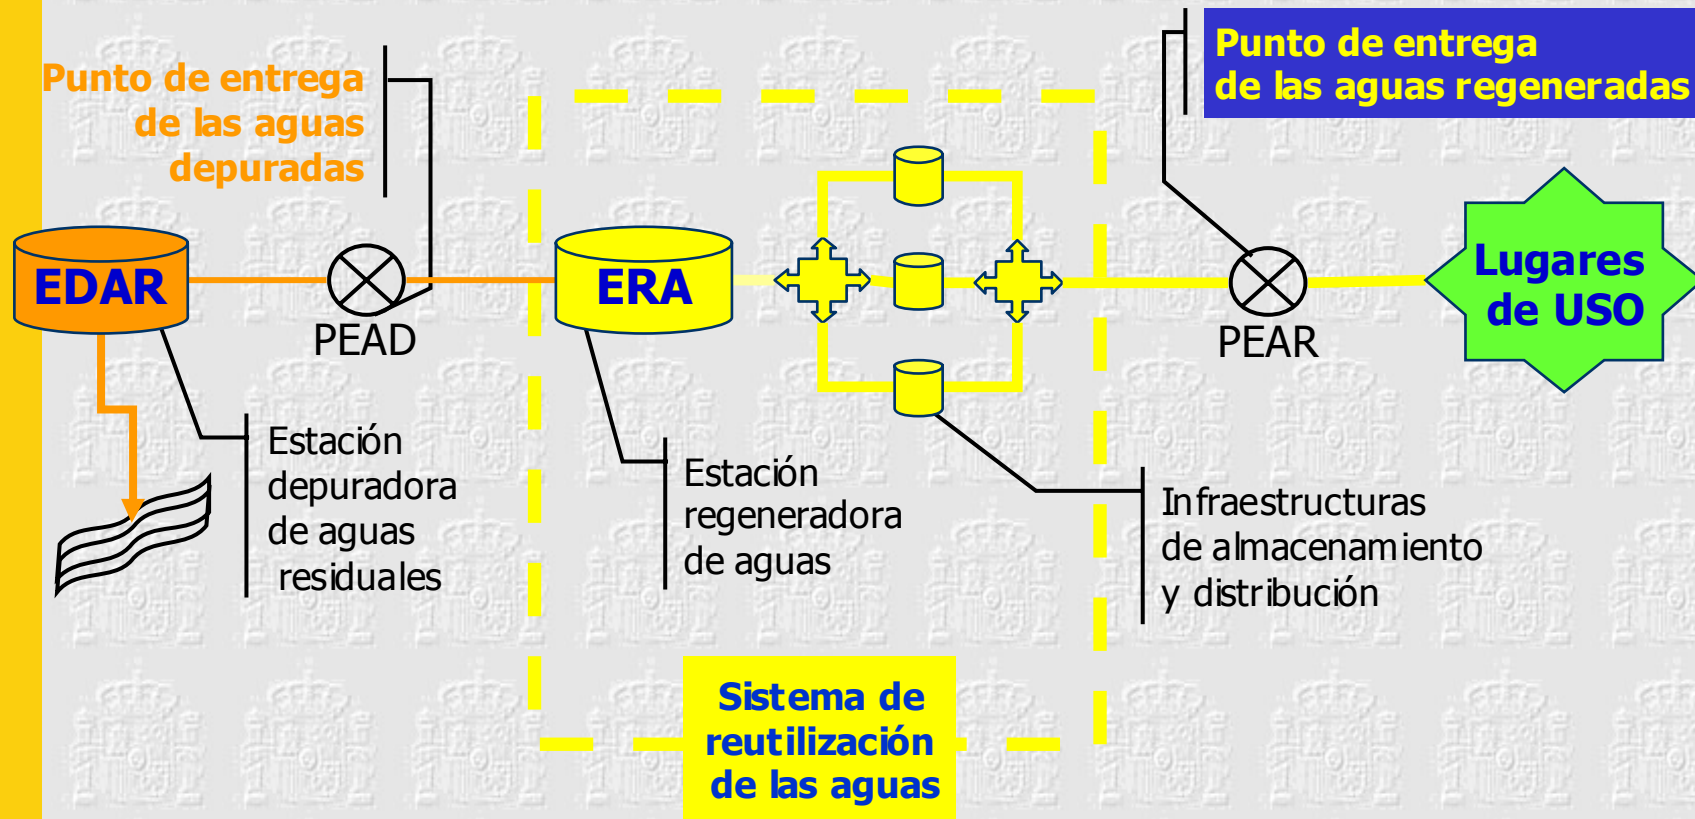 Punto de entrega
de las aguas
depuradas
Punto de entrega
de las aguas regeneradas
EDAR
PEAD
ERA
PEAR
Lugares
de USO
Estación
depuradora
de aguas
residuales
Estación
regeneradora
de aguas
Infraestructuras
de almacenamiento
y distribución
Sistema de
reutilización
de las aguas